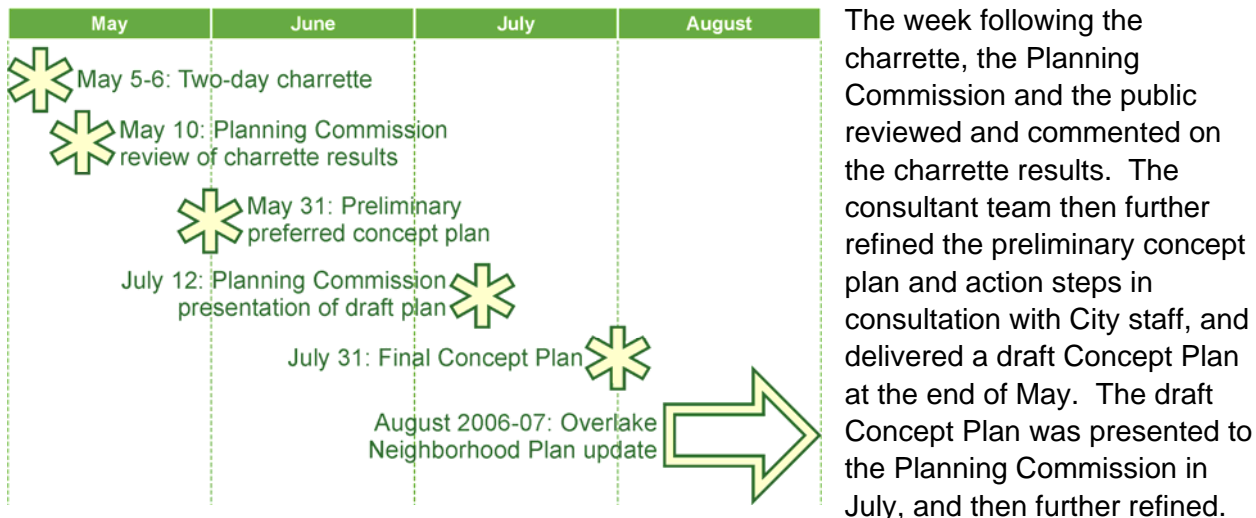 May June July August
May 5-6: Two-day charrette
May 10: Planning Commission
review of charrette results
May 31: Preliminary
preferred concept plan
July 12: Planning Commission
presentation of draft plan
July 31: Final Concept Plan
August 2006-07: Overlake
Neighborhood Plan update
The week following the
charrette, the Planning
Commission and the public
reviewed and commented on
the charrette results.  The
consultant team then further
refined the preliminary concept
plan and action steps in
consultation with City staff, and
delivered a draft Concept Plan
at the end of May.  The draft
Concept Plan was presented to
the Planning Commission in
July, and then further refined.